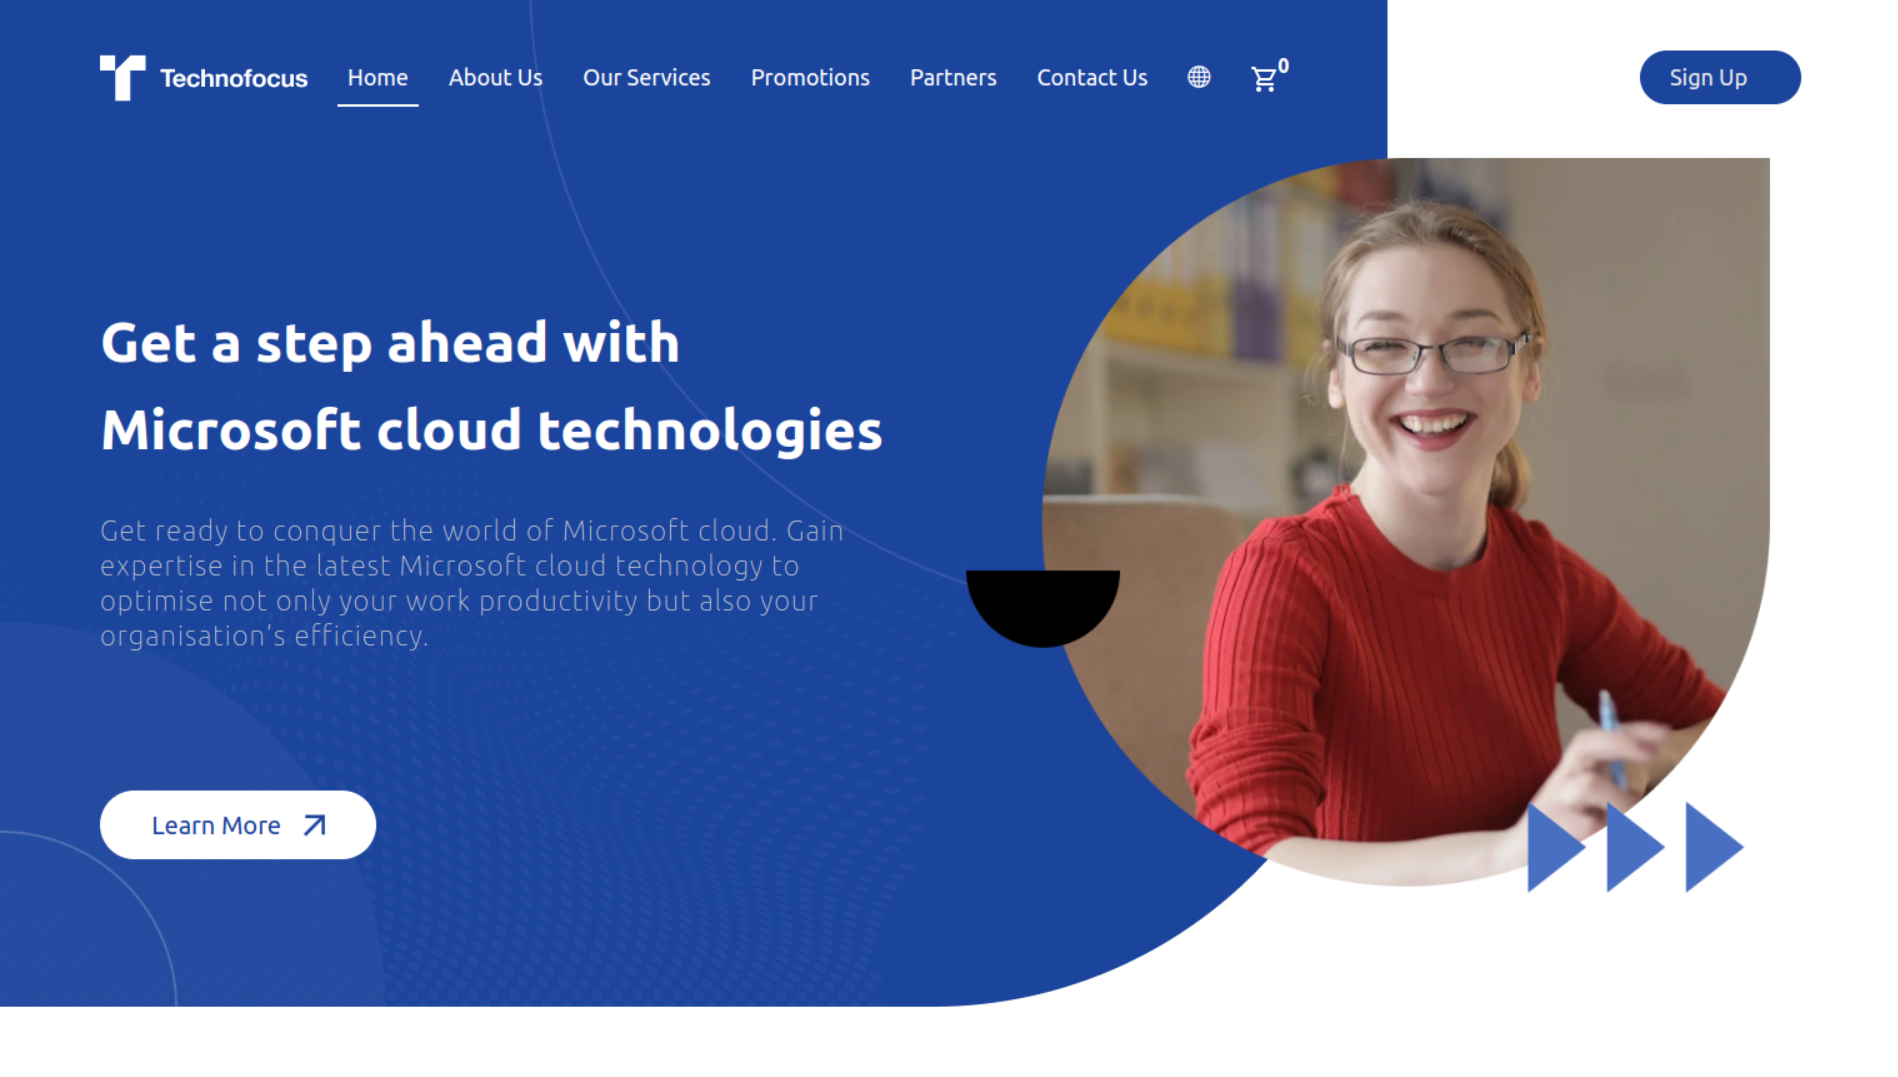 Technofocus
Home
About Us
Our Services
Promotions
Partners
Contact Us
0
Sign Up
Get a step ahead with
Microsoft cloud technologies
Get ready to conquer the world of Microsoft cloud. Gain
expertise in the latest Microsoft cloud technology to
optimise not only your work productivity but also your
organisation’s efficiency.
Learn More